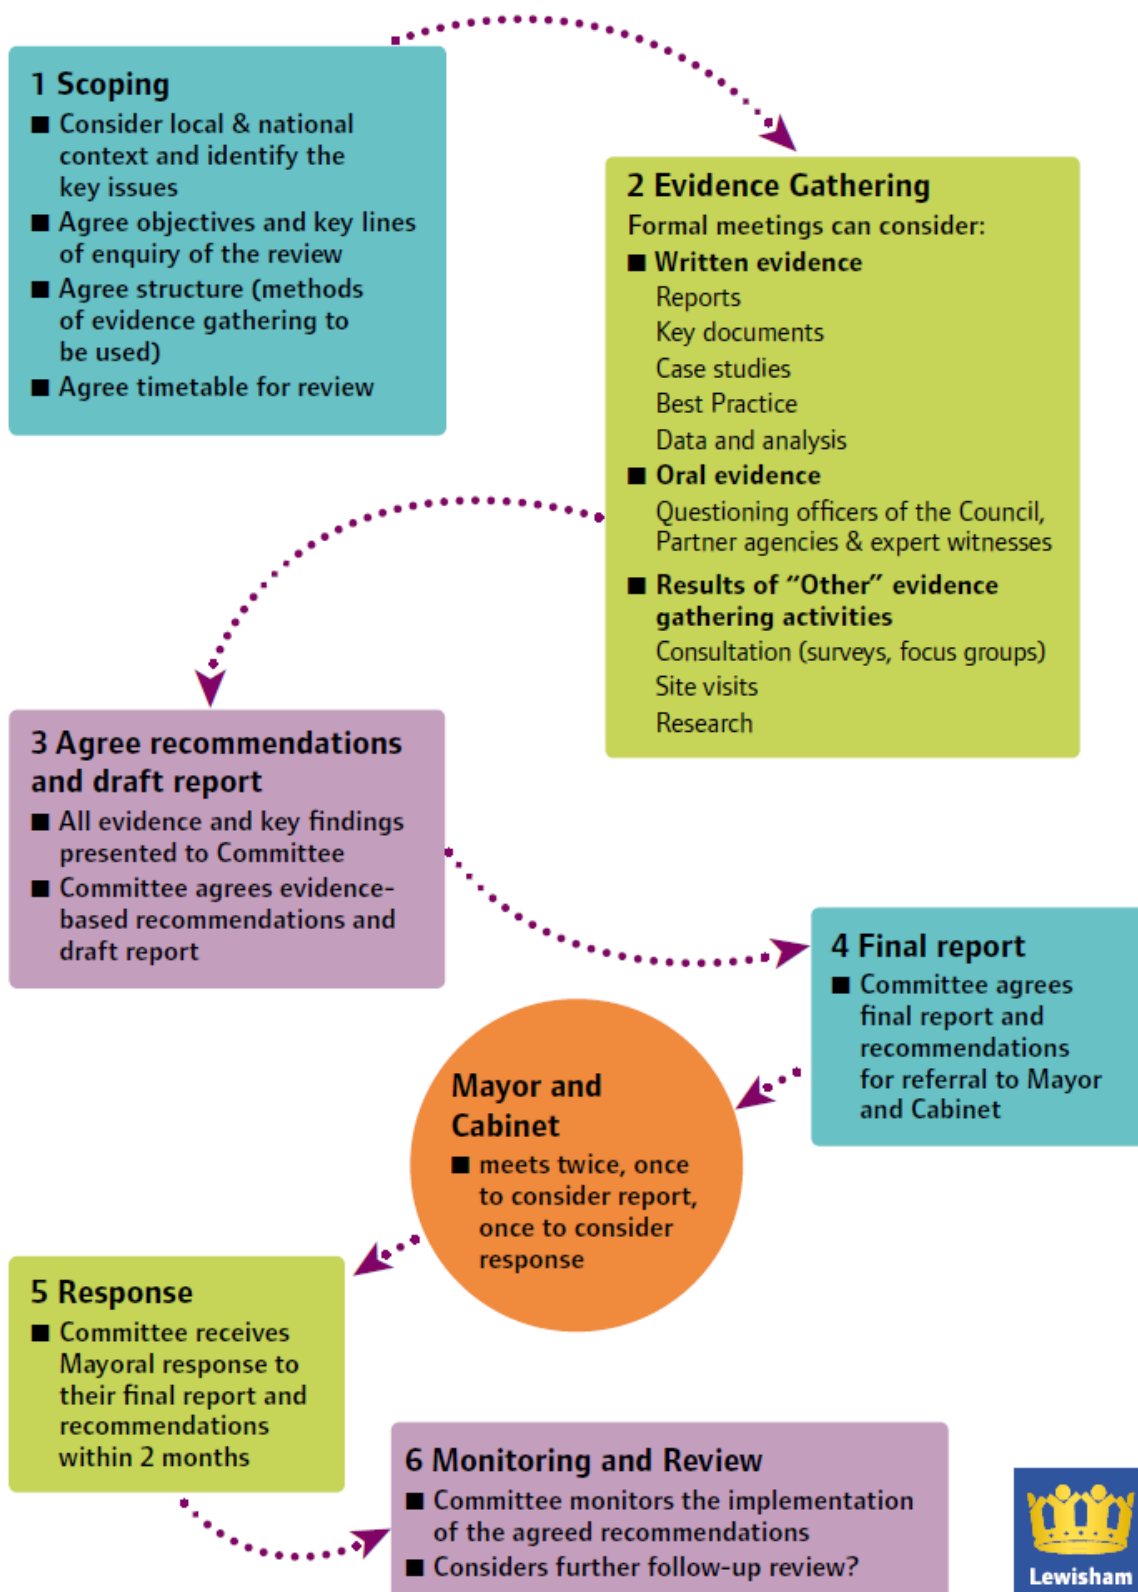 1 Scoping
■ Consider local & national
context and identify the
key issues
■ Agree objectives and key lines
of enquiry of the review
■ Agree structure (methods
of evidence gathering to
be used)
■ Agree timetable for review
2 Evidence Gathering
Formal meetings can consider:
■ Written evidence
Reports
Key documents
Case studies
Best Practice
Data and analysis
■ Oral evidence
Questioning officers of the Council,
Partner agencies & expert witnesses
■ Results of “Other” evidence
gathering activities
Consultation (surveys, focus groups)
Site visits
Research
3 Agree recommendations
and draft report
■ All evidence and key findings
presented to Committee
■ Committee agrees evidence-
based recommendations and
draft report
4 Final report
■ Committee agrees
final report and
recommendations
for referral to Mayor
and Cabinet
Mayor and
Cabinet
■ meets twice, once
to consider report,
once to consider
response
5 Response
■ Committee receives
Mayoral response to
their final report and
recommendations
within 2 months
6 Monitoring and Review
■ Committee monitors the implementation
of the agreed recommendations
■ Considers further follow-up review?
Lewisham